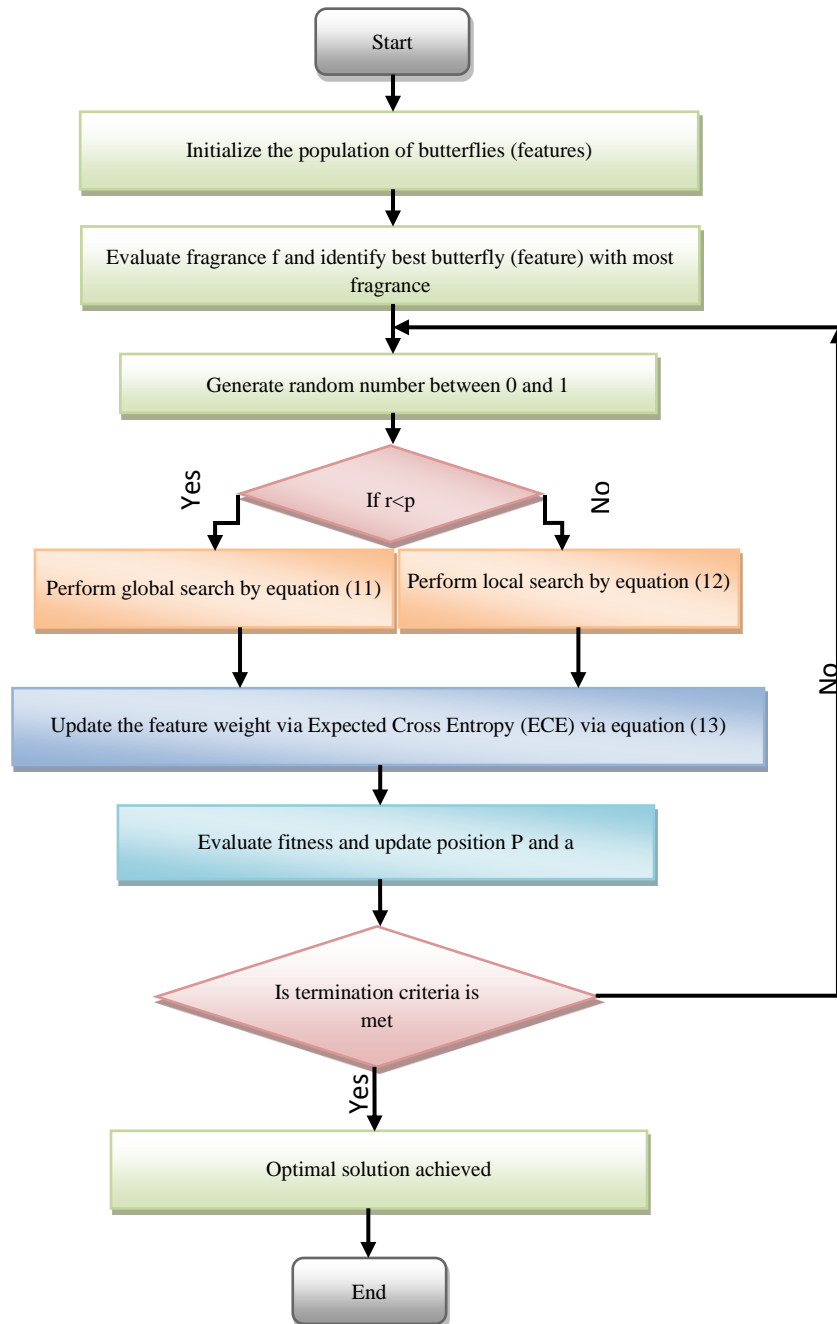 Start
Initialize the population of butterflies (features)
Evaluate fragrance f and identify best butterfly (feature) with most
fragrance
Generate random number between 0 and 1
If r<p
Yes
No
Perform global search by equation (11)
Perform local search by equation (12)
No
Update the feature weight via Expected Cross Entropy (ECE) via equation (13)
Evaluate fitness and update position P and a
Is termination criteria is
met
Yes
Optimal solution achieved
End